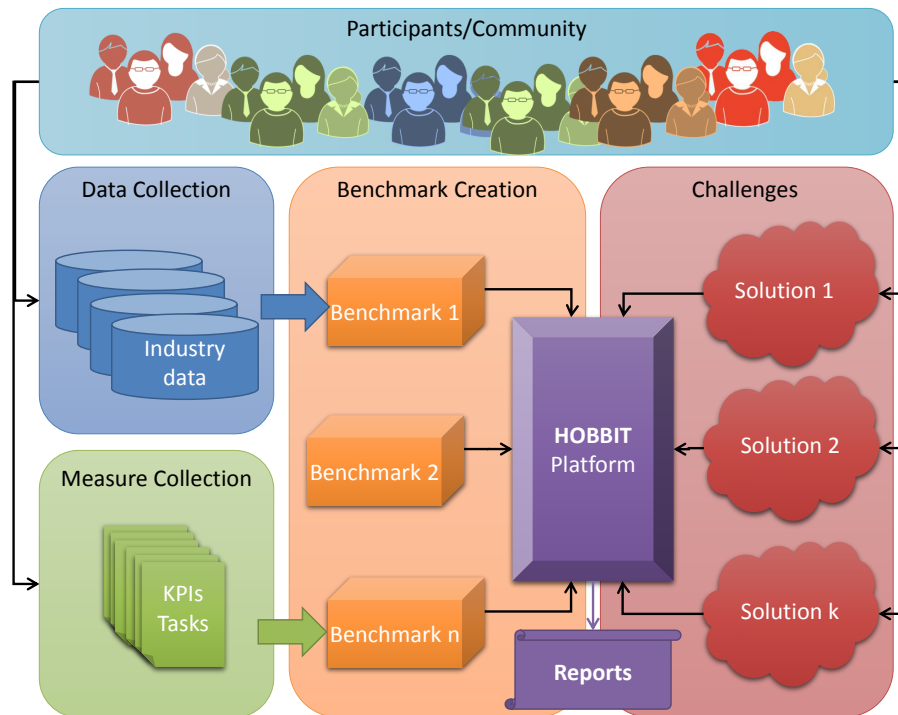 Participants/Community
Data Collection
Industry
data
Measure Collection
KPIs
Tasks
Benchmark Creation
Benchmark 1
Benchmark 2
Benchmark n
HOBBIT
Platform
Reports
Challenges
Solution 1
Solution 2
Solution k